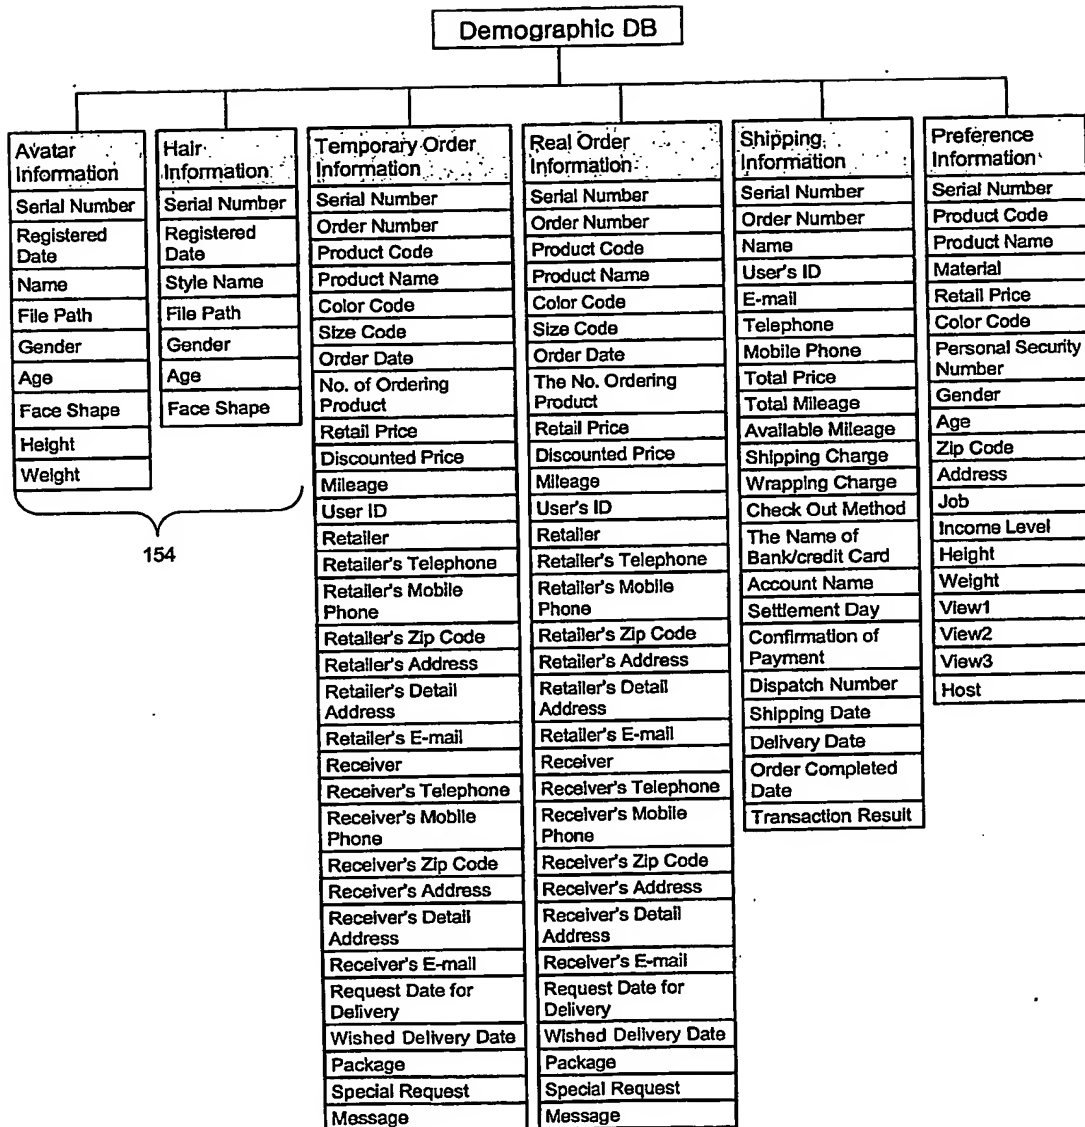 Demographic DB
Avatar
Information
Serial Number
Registered
Date
Name
File Path
Gender
Age
Face Shape
Height
Weight
Hair
Information
Serial Number
Registered
Date
Style Name
File Path
Gender
Age
Face Shape
154
Temporary Order
Information
Serial Number
Order Number
Product Code
Product Name
Color Code
Size Code
Order Date
No. of Ordering
Product
Retail Price
Discounted Price
Mileage
User ID
Retailer
Retailer's Telephone
Retailer's Mobile
Phone
Retailer's Zip Code
Retailer's Address
Retailer's Detail
Address
Retailer's E-mail
Receiver
Receiver's Telephone
Receiver's Mobile
Phone
Receiver's Zip Code
Receiver's Address
Receiver's Detail
Address
Receiver's E-mail
Request Date for
Delivery
Wished Delivery Date
Package
Special Request
Message
Real Order
Information
Serial Number
Order Number
Product Code
Product Name
Color Code
Size Code
Order Date
The No. Ordering
Product
Retail Price
Discounted Price
Mileage
User's ID
Retailer
Retailer's Telephone
Retailer's Mobile
Phone
Retailer's Zip Code
Retailer's Address
Retailer's Detail
Address
Retailer's E-mail
Receiver
Receiver's Telephone
Receiver's Mobile
Phone
Receiver's Zip Code
Receiver's Address
Receiver's Detail
Address
Receiver's E-mail
Request Date for
Delivery
Wished Delivery Date
Package
Special Request
Message
Shipping
Information
Serial Number
Order Number
Name
User's ID
E-mail
Telephone
Mobile Phone
Total Price
Total Mileage
Available Mileage
Shipping Charge
Wrapping Charge
Check Out Method
The Name of
Bank/credit Card
Account Name
Settlement Day
Confirmation of
Payment
Dispatch Number
Shipping Date
Delivery Date
Order Completed
Date
Transaction Result
Preference
Information
Serial Number
Product Code
Product Name
Material
Retail Price
Color Code
Personal Security
Number
Gender
Age
Zip Code
Address
Job
Income Level
Height
Weight
View1
View2
View3
Host